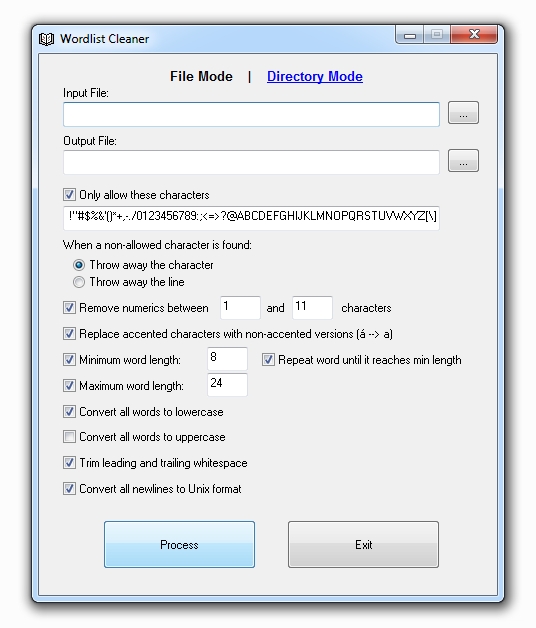 Wordlist Cleaner
File Mode | Directory Mode
Input File:
...
Output File:
...
Only allow these characters
!"#$%&'()*+,-./0123456789:;<=>?@ABCDEFGHIJKLMNOPQRSTUVWXYZ[\]
When a non-allowed character is found:
Throw away the character
Throw away the line
Remove numerics between 1 and 11 characters
Replace accented characters with non-accented versions (á --> a)
Minimum word length: 8 Repeat word until it reaches min length
Maximum word length: 24
Convert all words to lowercase
Convert all words to uppercase
Trim leading and trailing whitespace
Convert all newlines to Unix format
Process Exit